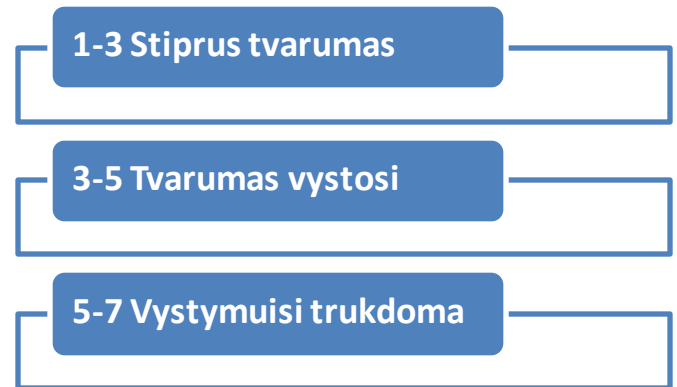 1-3 Stiprus tvarumas
3-5 Tvarumas vystosi
5-7 Vystymuisi trukdoma